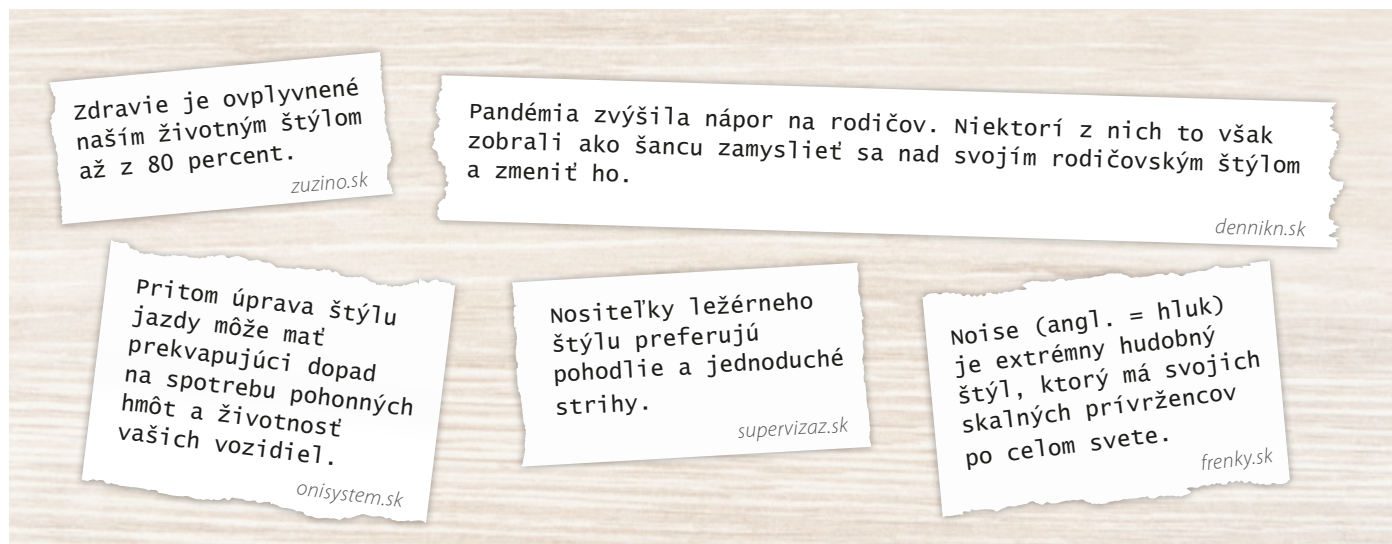 Zdravie je ovplyvnené
naším životným štýlom
až z 80 percent.
zuzino.sk
Pandémia zvýšila nápor na rodičov. Niektorí z nich to však
zobrali ako šancu zamyslieť sa nad svojím rodičovským štýlom
a zmeniť ho.
dennikn.sk
Pritom úprava štýlu
jazdy môže mať
prekvapujúci dopad
na spotrebu pohonných
hmôt a životnosť
vašich vozidiel.
onisystem.sk
Nositeľky ležérneho
štýlu preferujú
pohodlie a jednoduché
strihy.
supervizaz.sk
Noise (angl. = hluk)
je extrémny hudobný
štýl, ktorý má svojich
skalných prívržencov
po celom svete.
frenky.sk